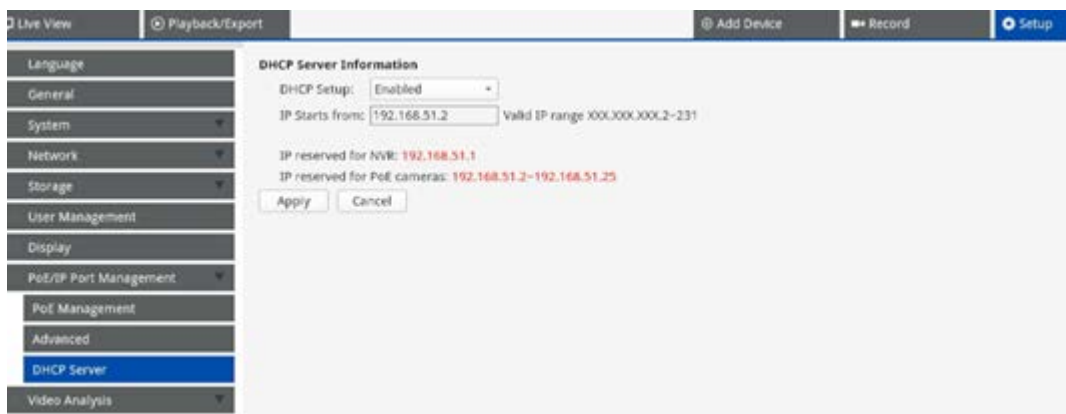 Live View
Playback/Export
Add Device
Record
Setup
Language
General
System
Network
Storage
User Management
Display
PoE/IP Port Management
PoE Management
Advanced
DHCP Server
Video Analysis
DHCP Server Information
DHCP Setup: Enabled
IP Starts from: 192.168.51.2 Valid IP range XXX.XXX.XXX.2~231
IP reserved for NVR: 192.168.51.1
IP reserved for PoE cameras: 192.168.51.2~192.168.51.25
Apply Cancel